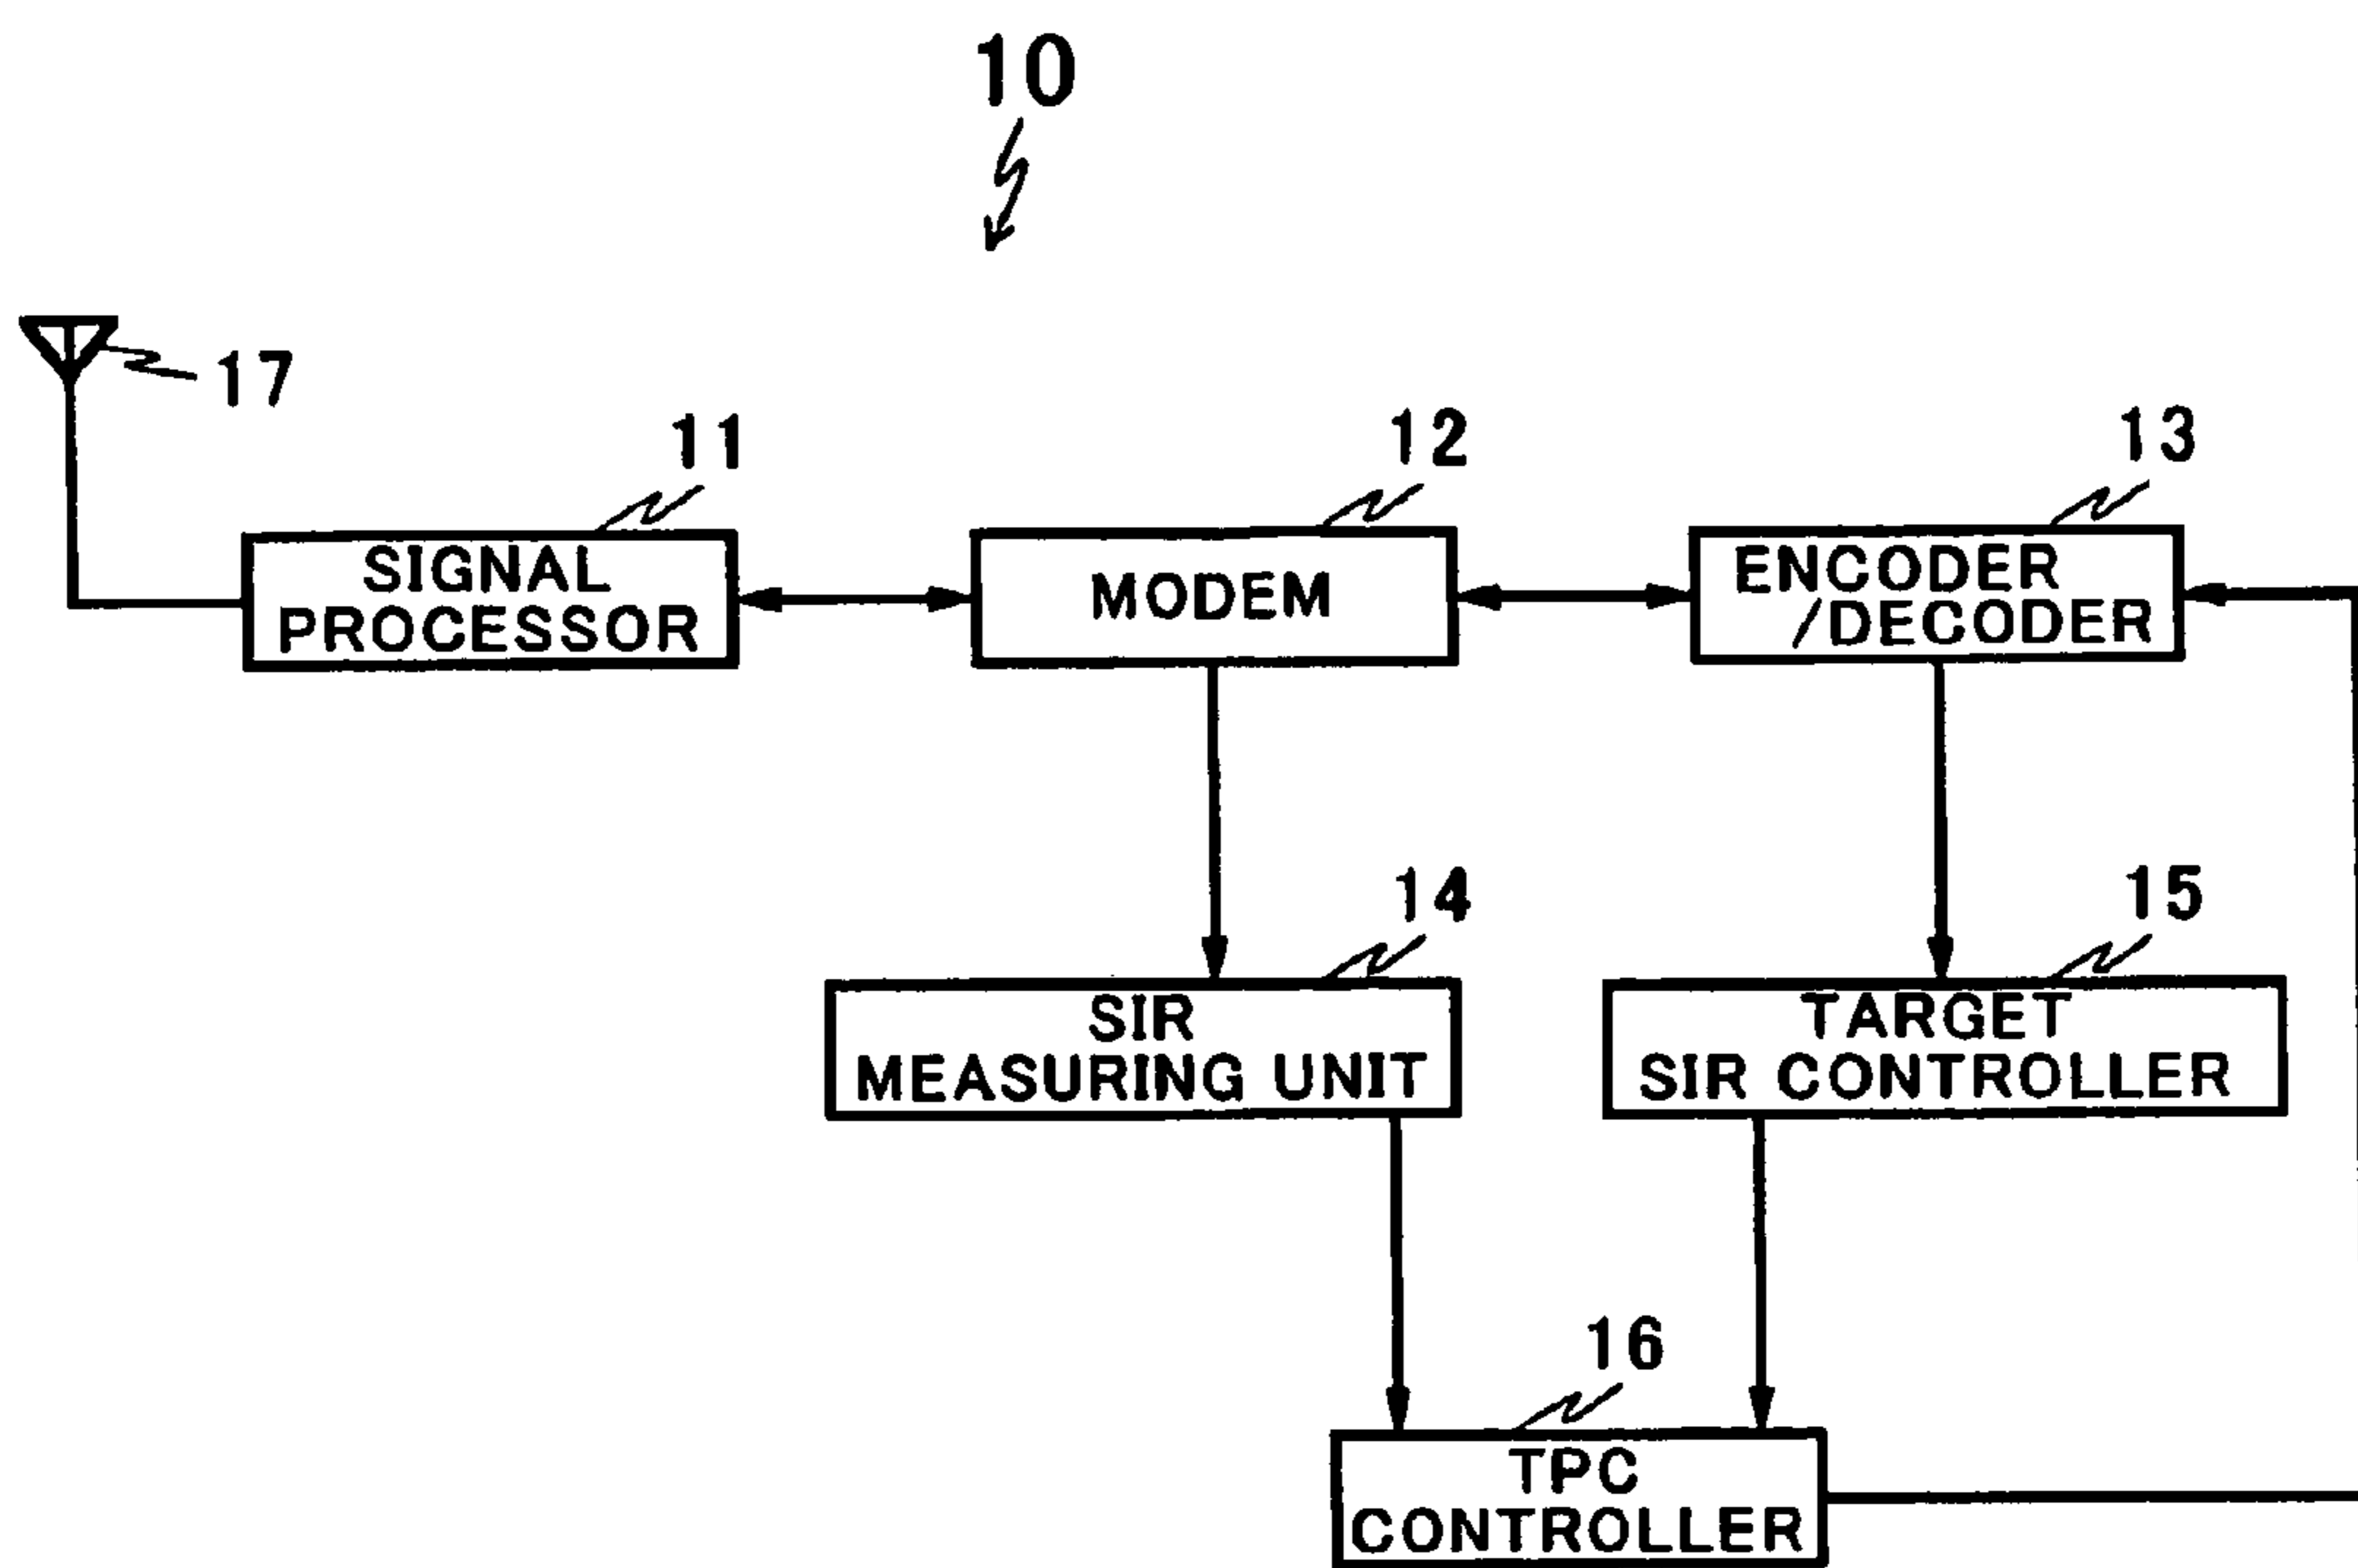 10
17
11
12
13
SIGNAL
PROCESSOR
MODEM
ENCODER
/DECODER
14
15
SIR
MEASURING UNIT
TARGET
SIR CONTROLLER
16
TPC
CONTROLLER